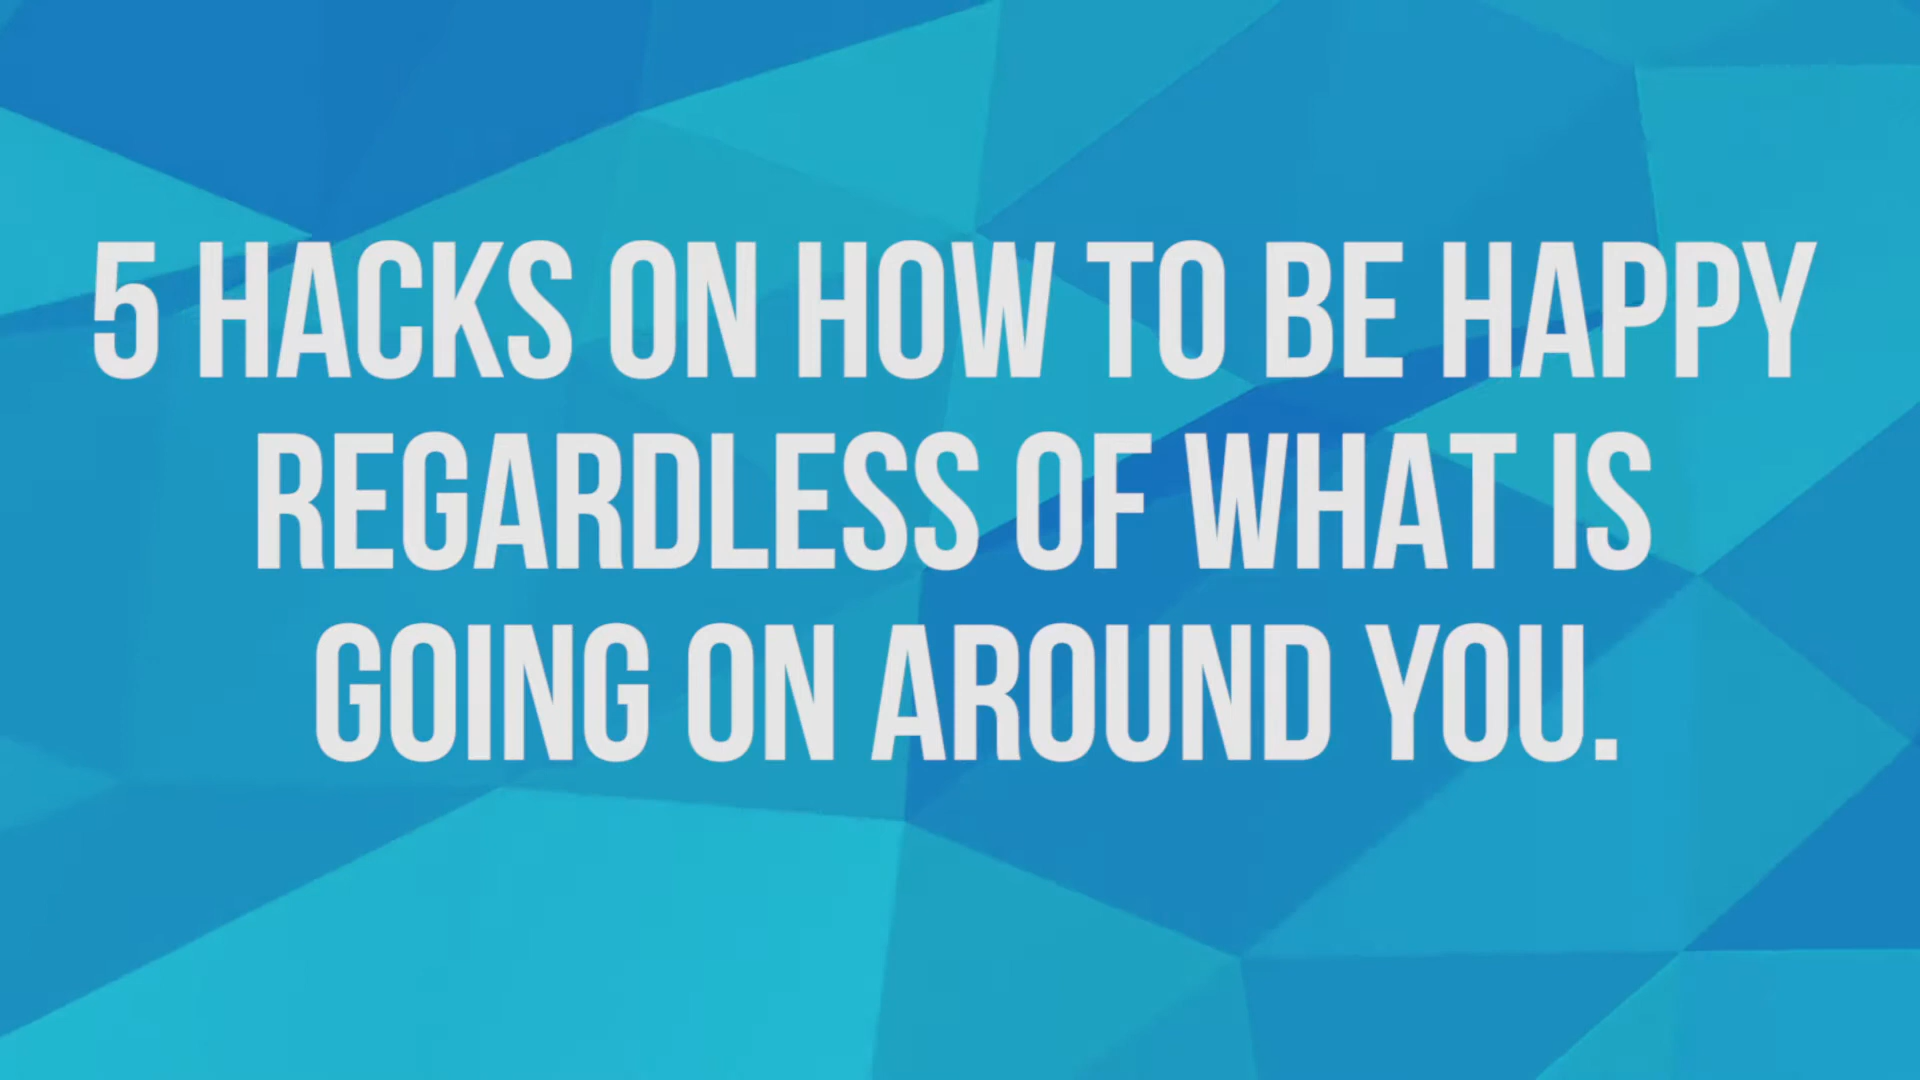 5 HACKS ON HOW TO BE HAPPY
REGARDLESS OF WHAT IS
GOING ON AROUND YOU.